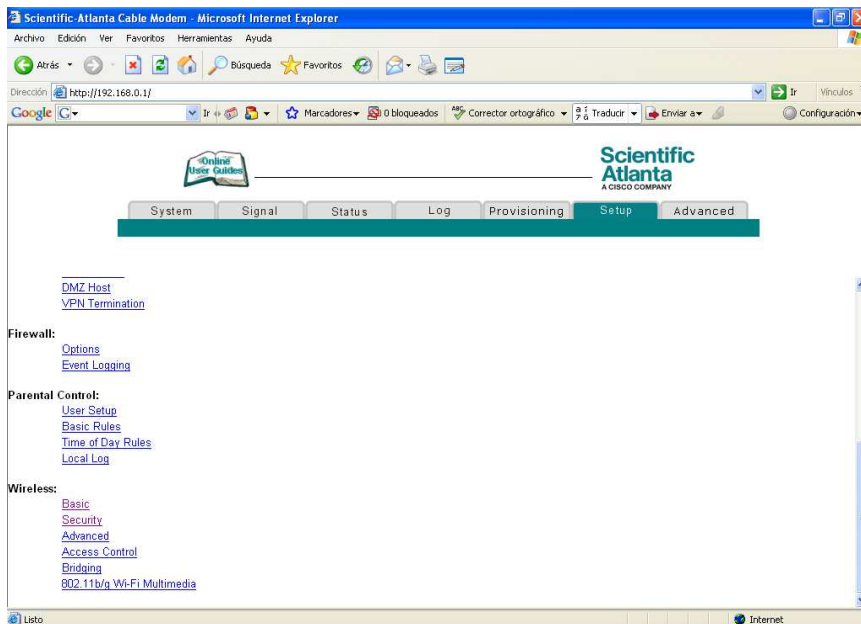 Scientific-Atlanta Cable Modem - Microsoft Internet Explorer
Archivo Edición Ver Favoritos Herramientas Ayuda
Atrás Búsqueda Favoritos
Dirección http://192.168.0.1/ Ir Vínculos
Google G Ir Marcadores 0 bloqueados ABC Corrector ortográfico Traducir Enviar a Configuración
Online
User Guides
Scientific
Atlanta
A CISCO COMPANY
System Signal Status Log Provisioning Setup Advanced
DMZ Host
VPN Termination
Firewall:
Options
Event Logging
Parental Control:
User Setup
Basic Rules
Time of Day Rules
Local Log
Wireless:
Basic
Security
Advanced
Access Control
Bridging
802.11b/g Wi-Fi Multimedia
Listo Internet